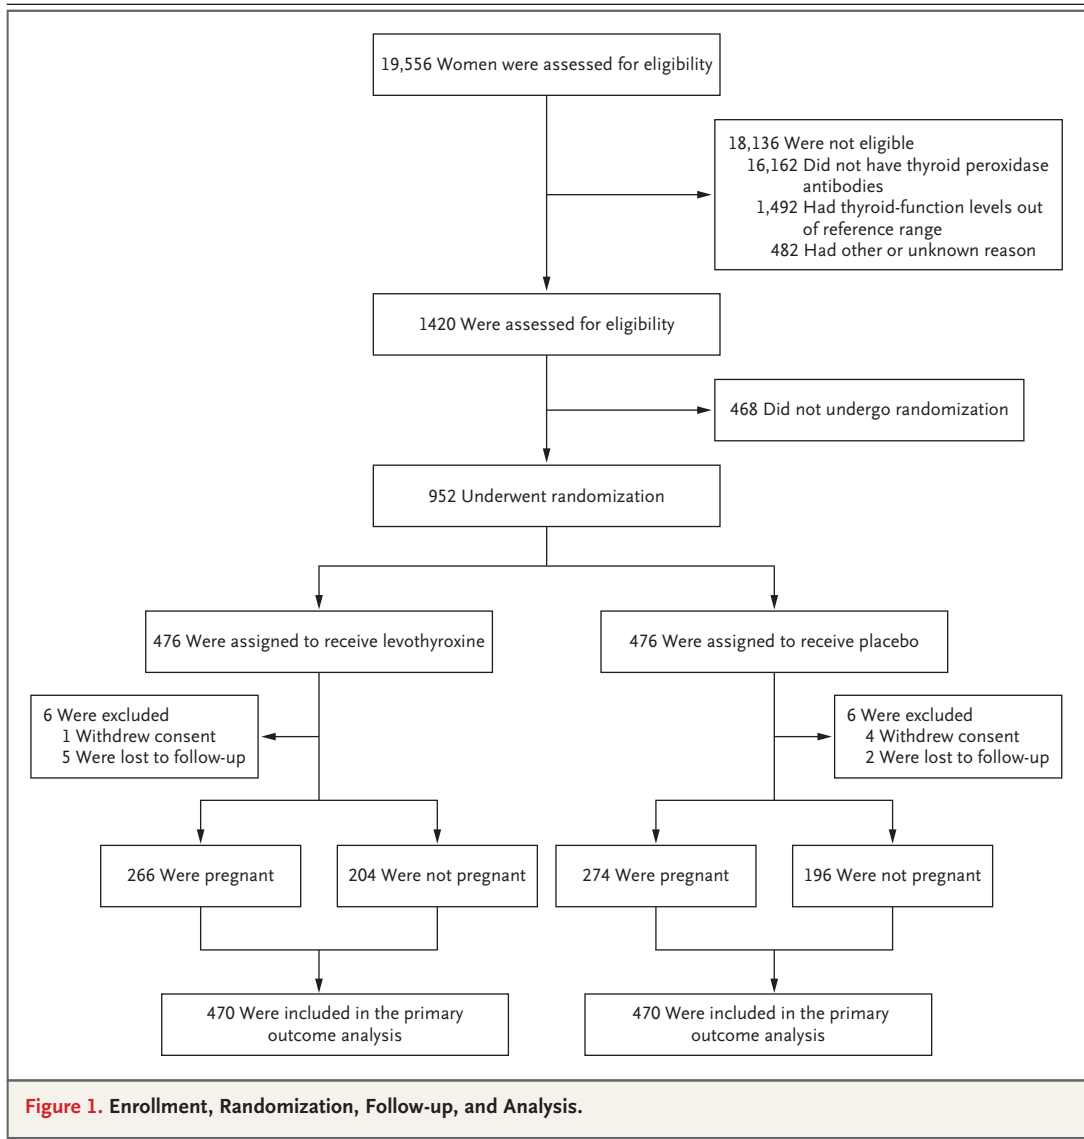 19,556 Women were assessed for eligibility
18,136 Were not eligible
16,162 Did not have thyroid peroxidase
antibodies
1,492 Had thyroid-function levels out
of reference range
482 Had other or unknown reason
1420 Were assessed for eligibility
468 Did not undergo randomization
952 Underwent randomization
476 Were assigned to receive levothyroxine
476 Were assigned to receive placebo
6 Were excluded
1 Withdrew consent
5 Were lost to follow-up
6 Were excluded
4 Withdrew consent
2 Were lost to follow-up
266 Were pregnant
204 Were not pregnant
274 Were pregnant
196 Were not pregnant
470 Were included in the primary
outcome analysis
470 Were included in the primary
outcome analysis
Figure 1. Enrollment, Randomization, Follow-up, and Analysis.